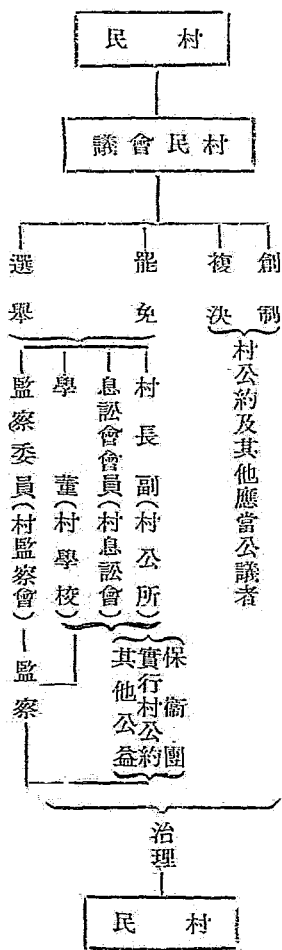 村民
村民會議
創制
複決
罷免
選舉
村公約及其他應當公議者
村長副(村公所)
息訟會會員(村息訟會)
學董(村學校)
監察委員(村監察會)
監察
保衞團
實行村公約
其他公益
治理
村民